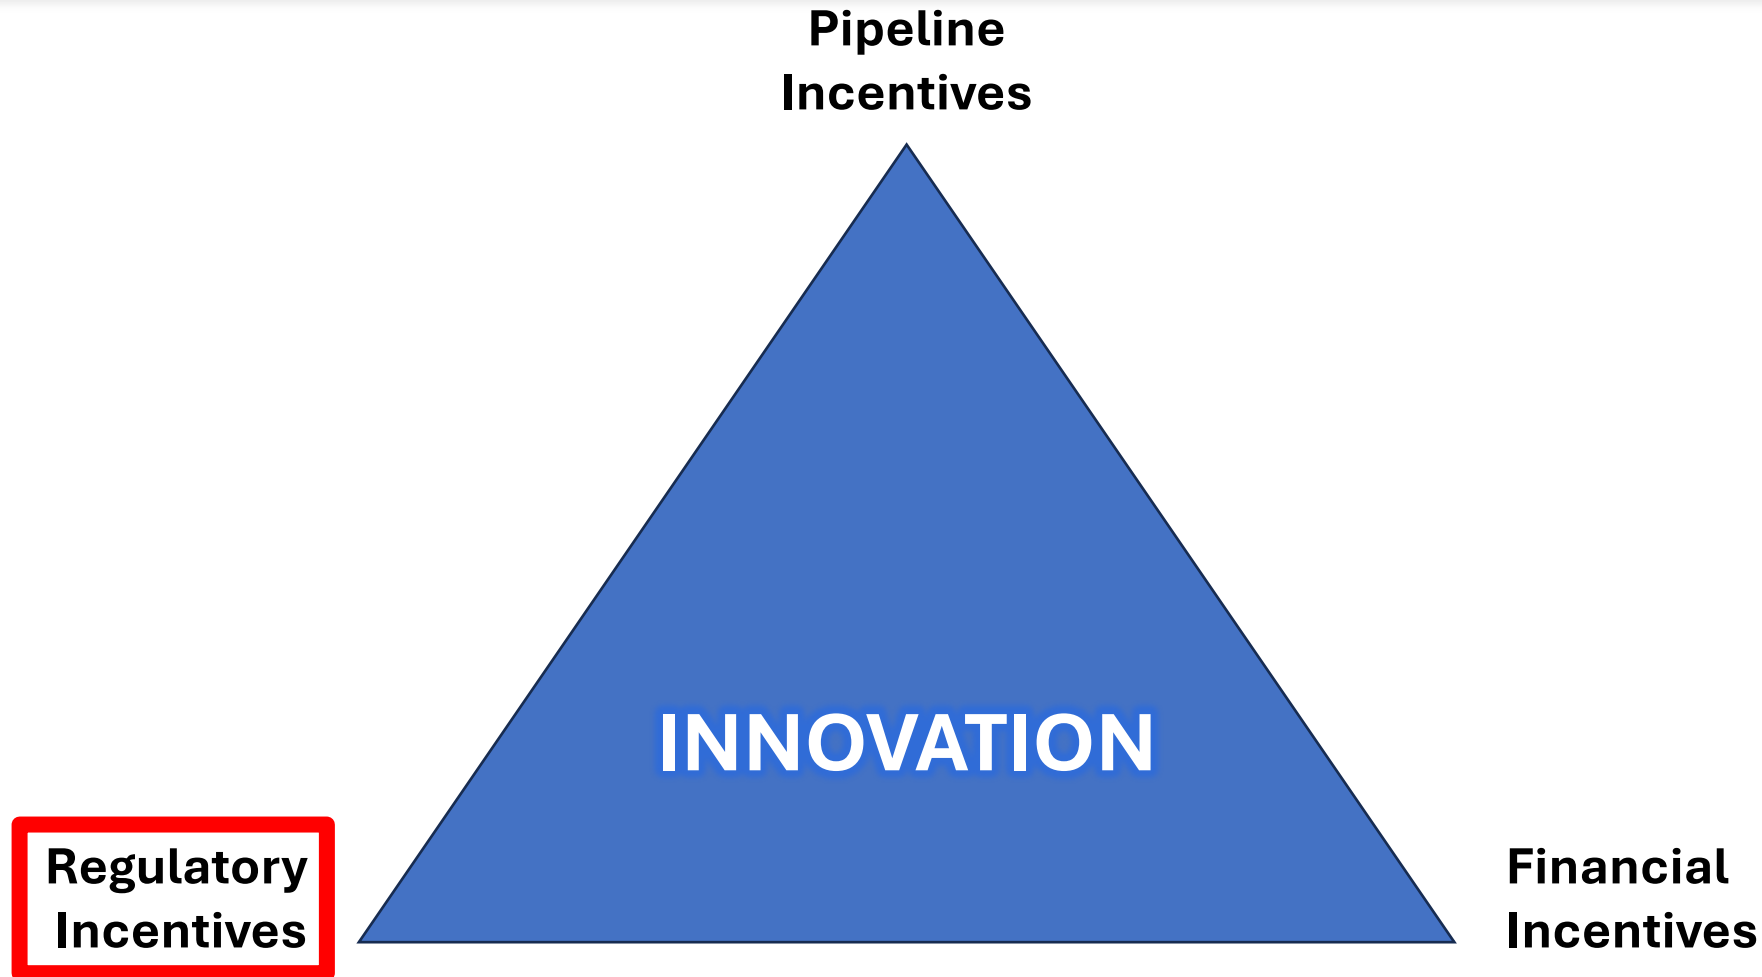 Pipeline
Incentives
INNOVATION
Regulatory
Incentives
Financial
Incentives